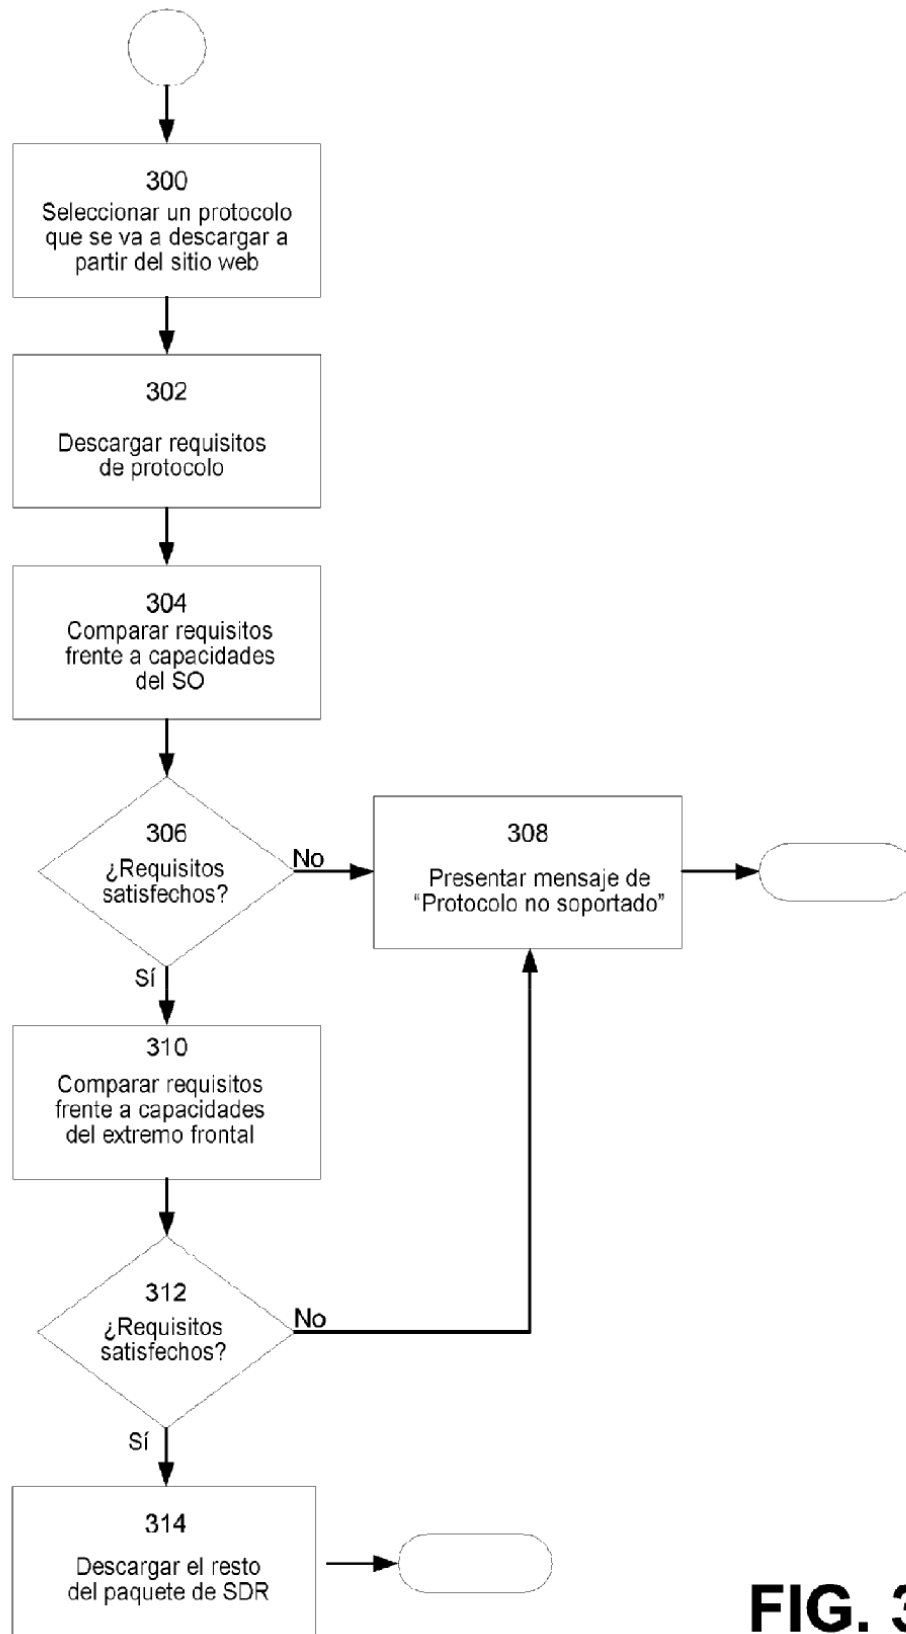 300
Seleccionar un protocolo
que se va a descargar a
partir del sitio web
302
Descargar requisitos
de protocolo
304
Comparar requisitos
frente a capacidades
del SO
306
¿Requisitos
satisfechos?
No
308
Presentar mensaje de
“Protocolo no soportado”
Sí
310
Comparar requisitos
frente a capacidades
del extremo frontal
312
¿Requisitos
satisfechos?
No
Sí
314
Descargar el resto
del paquete de SDR
FIG. 3